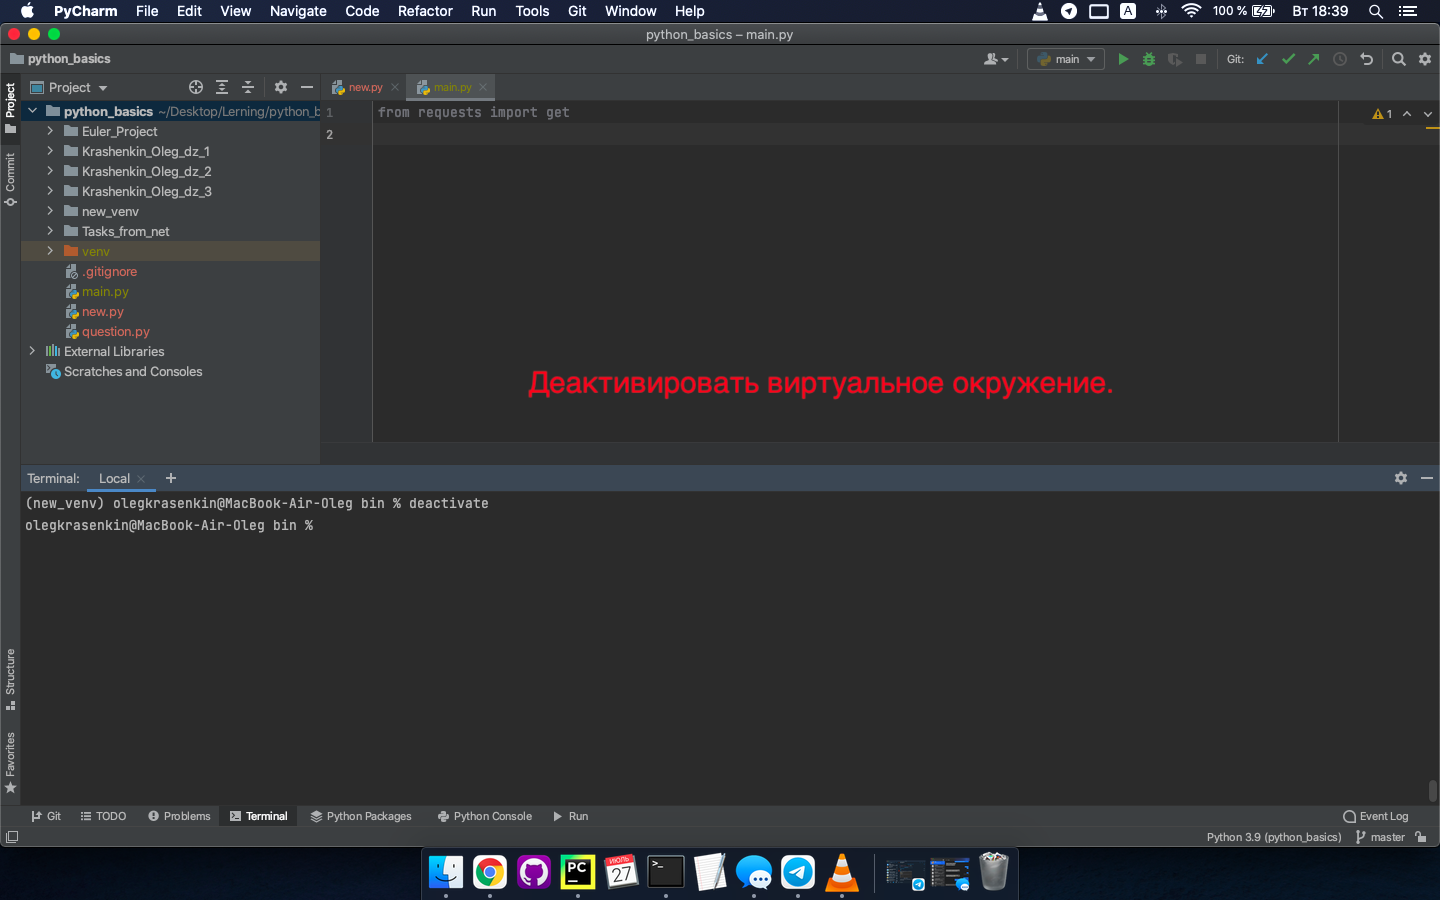 PyCharm File Edit View Navigate Code Refactor Run Tools Git Window Help A 100 % Вт 18:39
python_basics – main.py
python_basics main Git:
Project Project new.py main.py
python_basics ~/Desktop/Lerning/python_b 1 from requests import get 1
Euler_Project 2
Krashenkin_Oleg_dz_1
Commit Krashenkin_Oleg_dz_2
Krashenkin_Oleg_dz_3
new_venv
Tasks_from_net
venv
.gitignore
main.py
new.py
question.py
External Libraries
Scratches and Consoles
Деактивировать виртуальное окружение.
Terminal: Local
(new_venv) olegkrasenkin@MacBook-Air-Oleg bin % deactivate
olegkrasenkin@MacBook-Air-Oleg bin %
Structure
Favorites
Git TODO Problems Terminal Python Packages Python Console Run Event Log
Python 3.9 (python_basics) master
PC ИЮЛЬ 27 >_